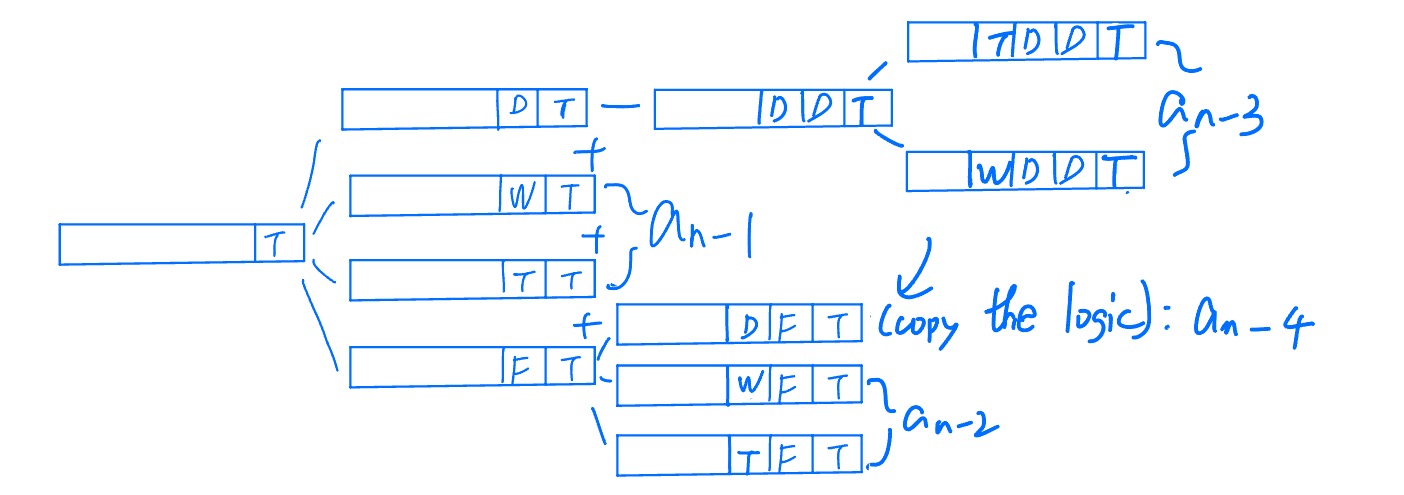 T D D T
D T
D D T
a_{n-3}
+
W D D T
W T
a_{n-1}
T
+
T T
D F T (copy the logic): a_{n-4}
+
F T
W F T
a_{n-2}
T F T